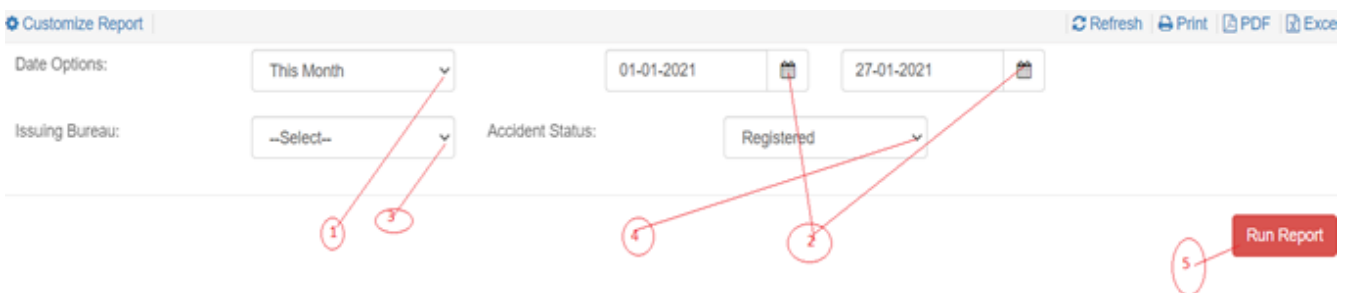 Customize Report Refresh Print PDF Exce
Date Options: This Month 01-01-2021 27-01-2021
Issuing Bureau: --Select-- Accident Status: Registered
1 3 4 2 Run Report
5